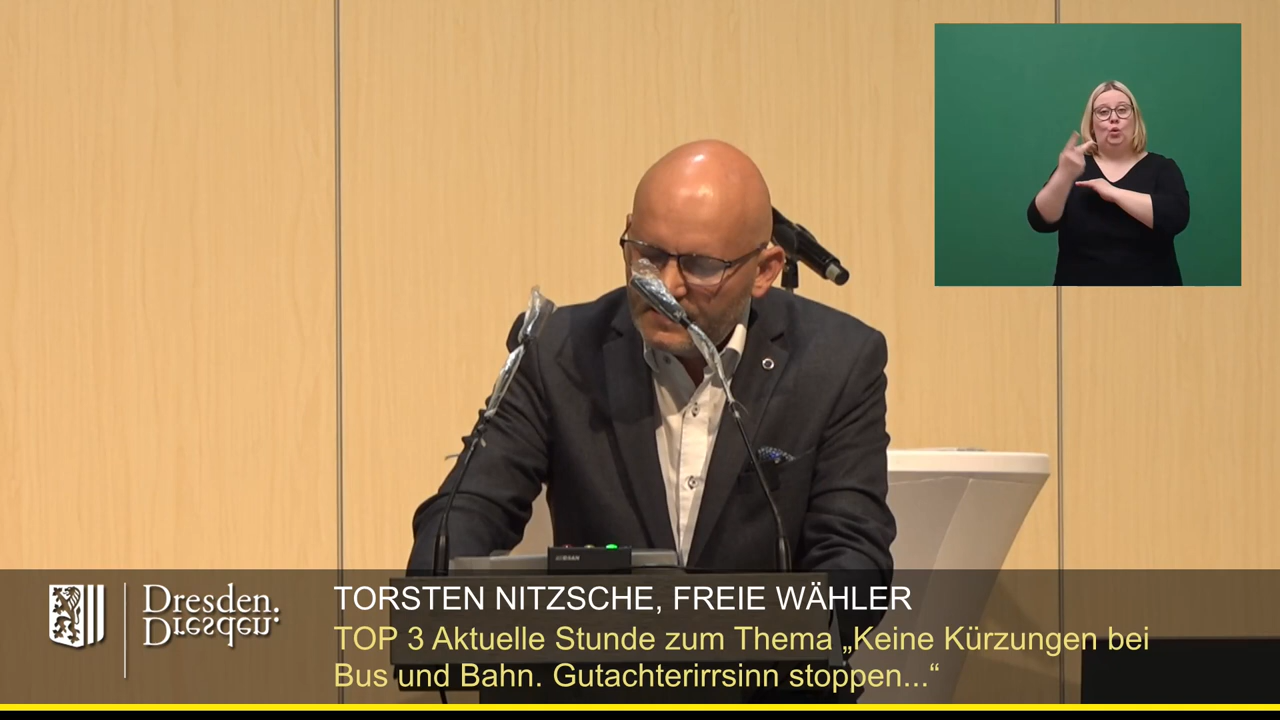 Dresden.
Dresden.
TORSTEN NITZSCHE, FREIE WÄHLER
TOP 3 Aktuelle Stunde zum Thema „Keine Kürzungen bei
Bus und Bahn. Gutachterirrsinn stoppen...“